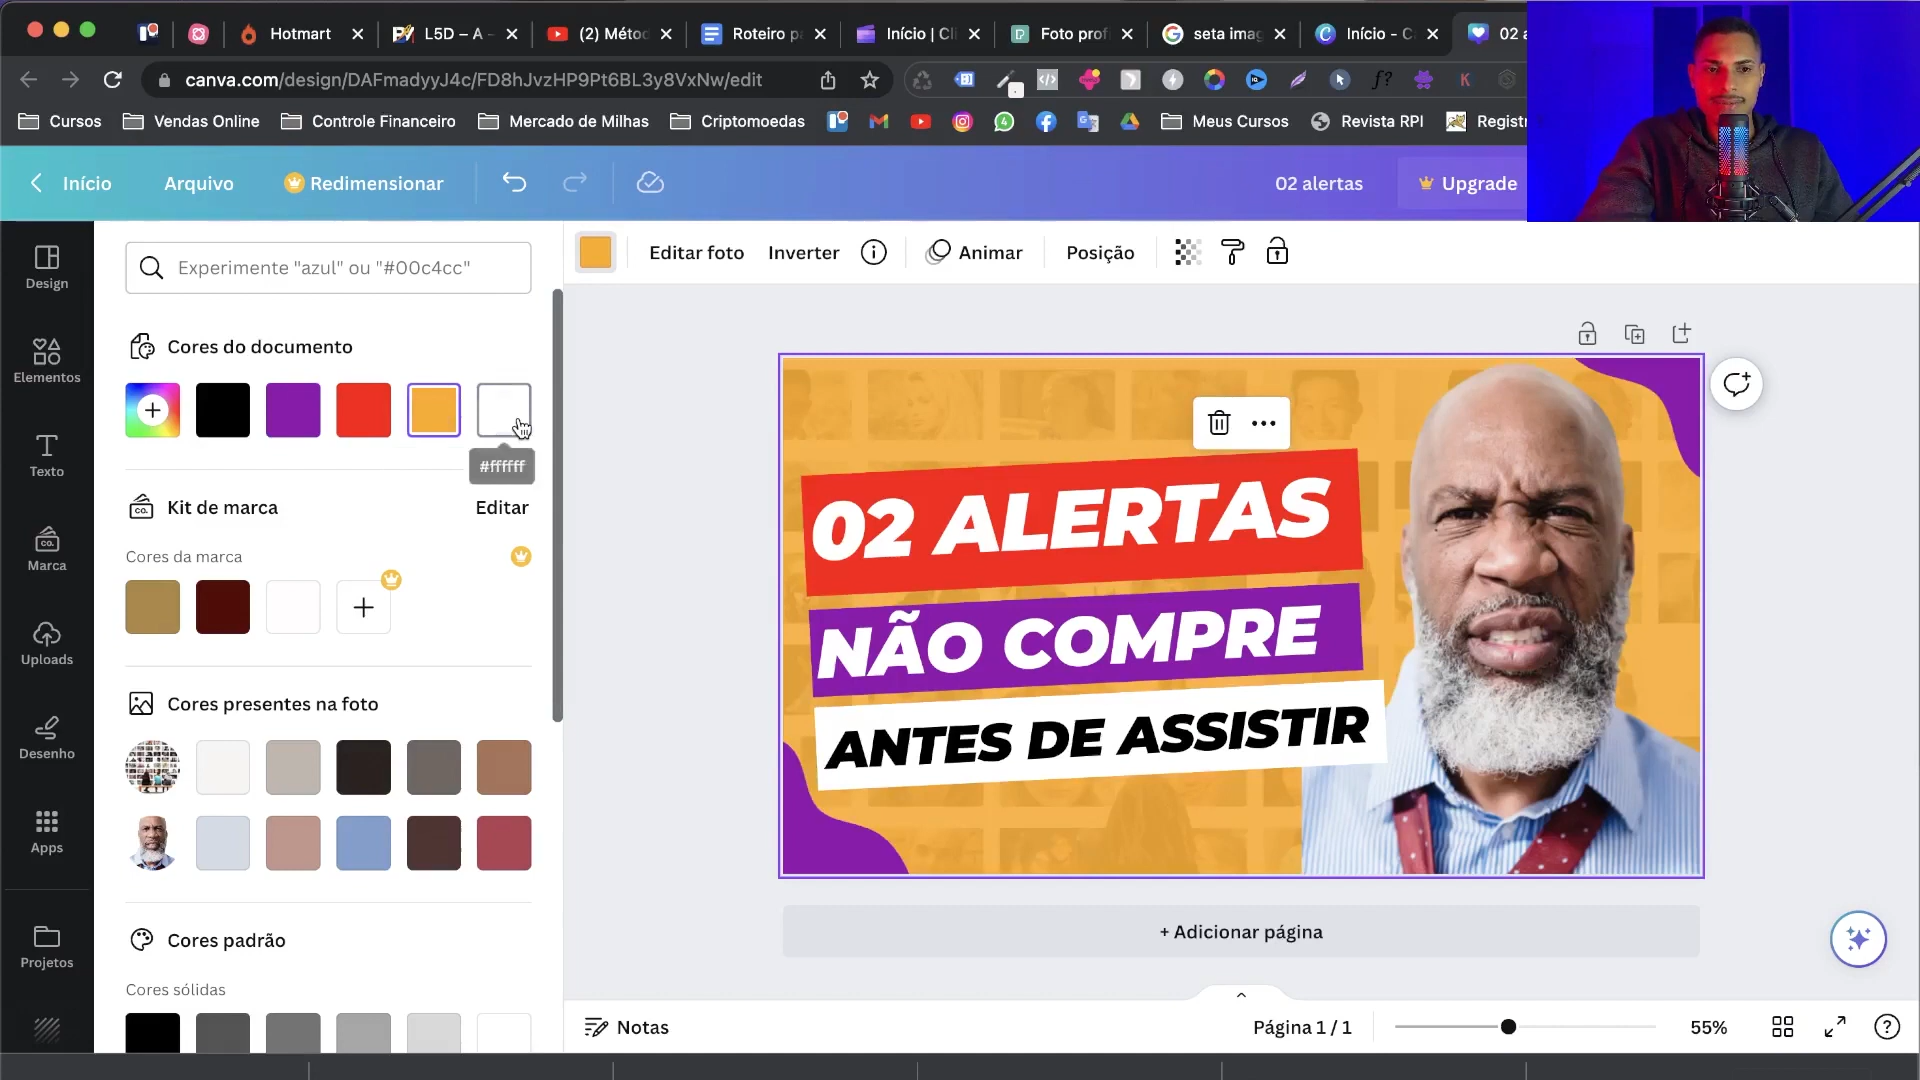 Hotmart
L5D – A -
(2) Méto
Roteiro p
Início | Cl
Foto prof
seta imag
Início - C
02 a
canva.com/design/DAFmadyyJ4c/FD8hJvzHP9Pt6BL3y8VxNw/edit
Cursos
Vendas Online
Controle Financeiro
Mercado de Milhas
Criptomoedas
Meus Cursos
Revista RPI
Registr
Início
Arquivo
Redimensionar
02 alertas
Upgrade
Editar foto
Inverter
Animar
Posição
Design
Elementos
Texto
Marca
Uploads
Desenho
Apps
Projetos
Experimente "azul" ou "#00c4cc"
Cores do documento
#ffffff
Kit de marca
Editar
Cores da marca
Cores presentes na foto
Cores padrão
Cores sólidas
02 ALERTAS
NÃO COMPRE
ANTES DE ASSISTIR
+ Adicionar página
Notas
Página 1 / 1
55%